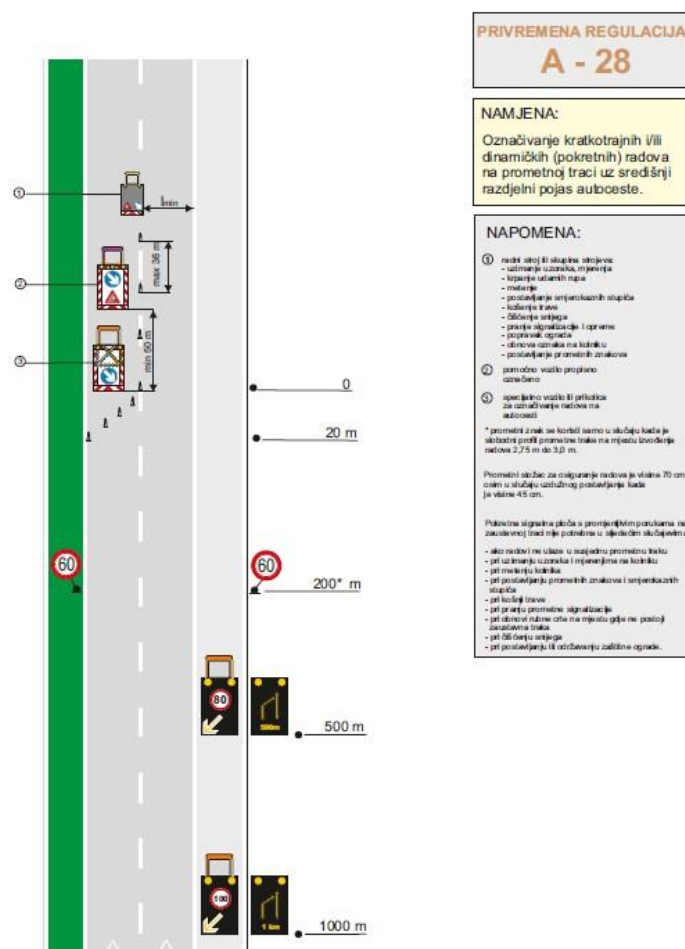 PRIVREMENA REGULACIJA
A - 28
NAMJENA:
Označivanje kratkotrajnih i/ili
dinamičkih (pokretnih) radova
na prometnoj traci uz središnji
razdjelni pojas autoceste.
NAPOMENA:
1 radni stroj ili skupina strojeva:
- uzimanje uzoraka, mjerenja
- krpanje udarnih rupa
- metenje
- postavljanje smjerokaznih stupića
- košenje trave
- čišćenje snijega
- pranje signalizacije i opreme
- popravak ograda
- obnova oznaka na kolniku
- postavljanje prometnih znakova
2 pomoćno vozilo propisno
označeno
3 specijalno vozilo ili prikolica
za označivanje radova na
autocesti
* prometni znak se koristi samo u slučaju kada je
slobodni profil prometne trake na mjestu izvođenja
radova 2,75 m do 3,0 m.
Prometni stožac za osiguranje radova je visine 70 cm
osim u slučaju uzdužnog postavljanja kada
je visine 45 cm.
Pokretna signalna ploča s promjenjivim porukama na
zaustavnoj traci nije potrebna u sljedećim slučajevima:
- ako radovi ne ulaze u susjednu prometnu traku
- pri uzimanju uzoraka i mjerenjima na kolniku
- pri metenju kolnika
- pri postavljanju prometnih znakova i smjerokaznih
stupića
- pri košnji trave
- pri pranju prometne signalizacije
- pri obnovi rubne crte na mjestu gdje ne postoji
zaustavna traka
- pri čišćenju snijega
- pri postavljanju ili održavanju zaštitne ograde.
1
lmin
max 36 m
2
min 50 m
3
0
20 m
60
60
200* m
80
500m
500 m
100
1 km
1000 m